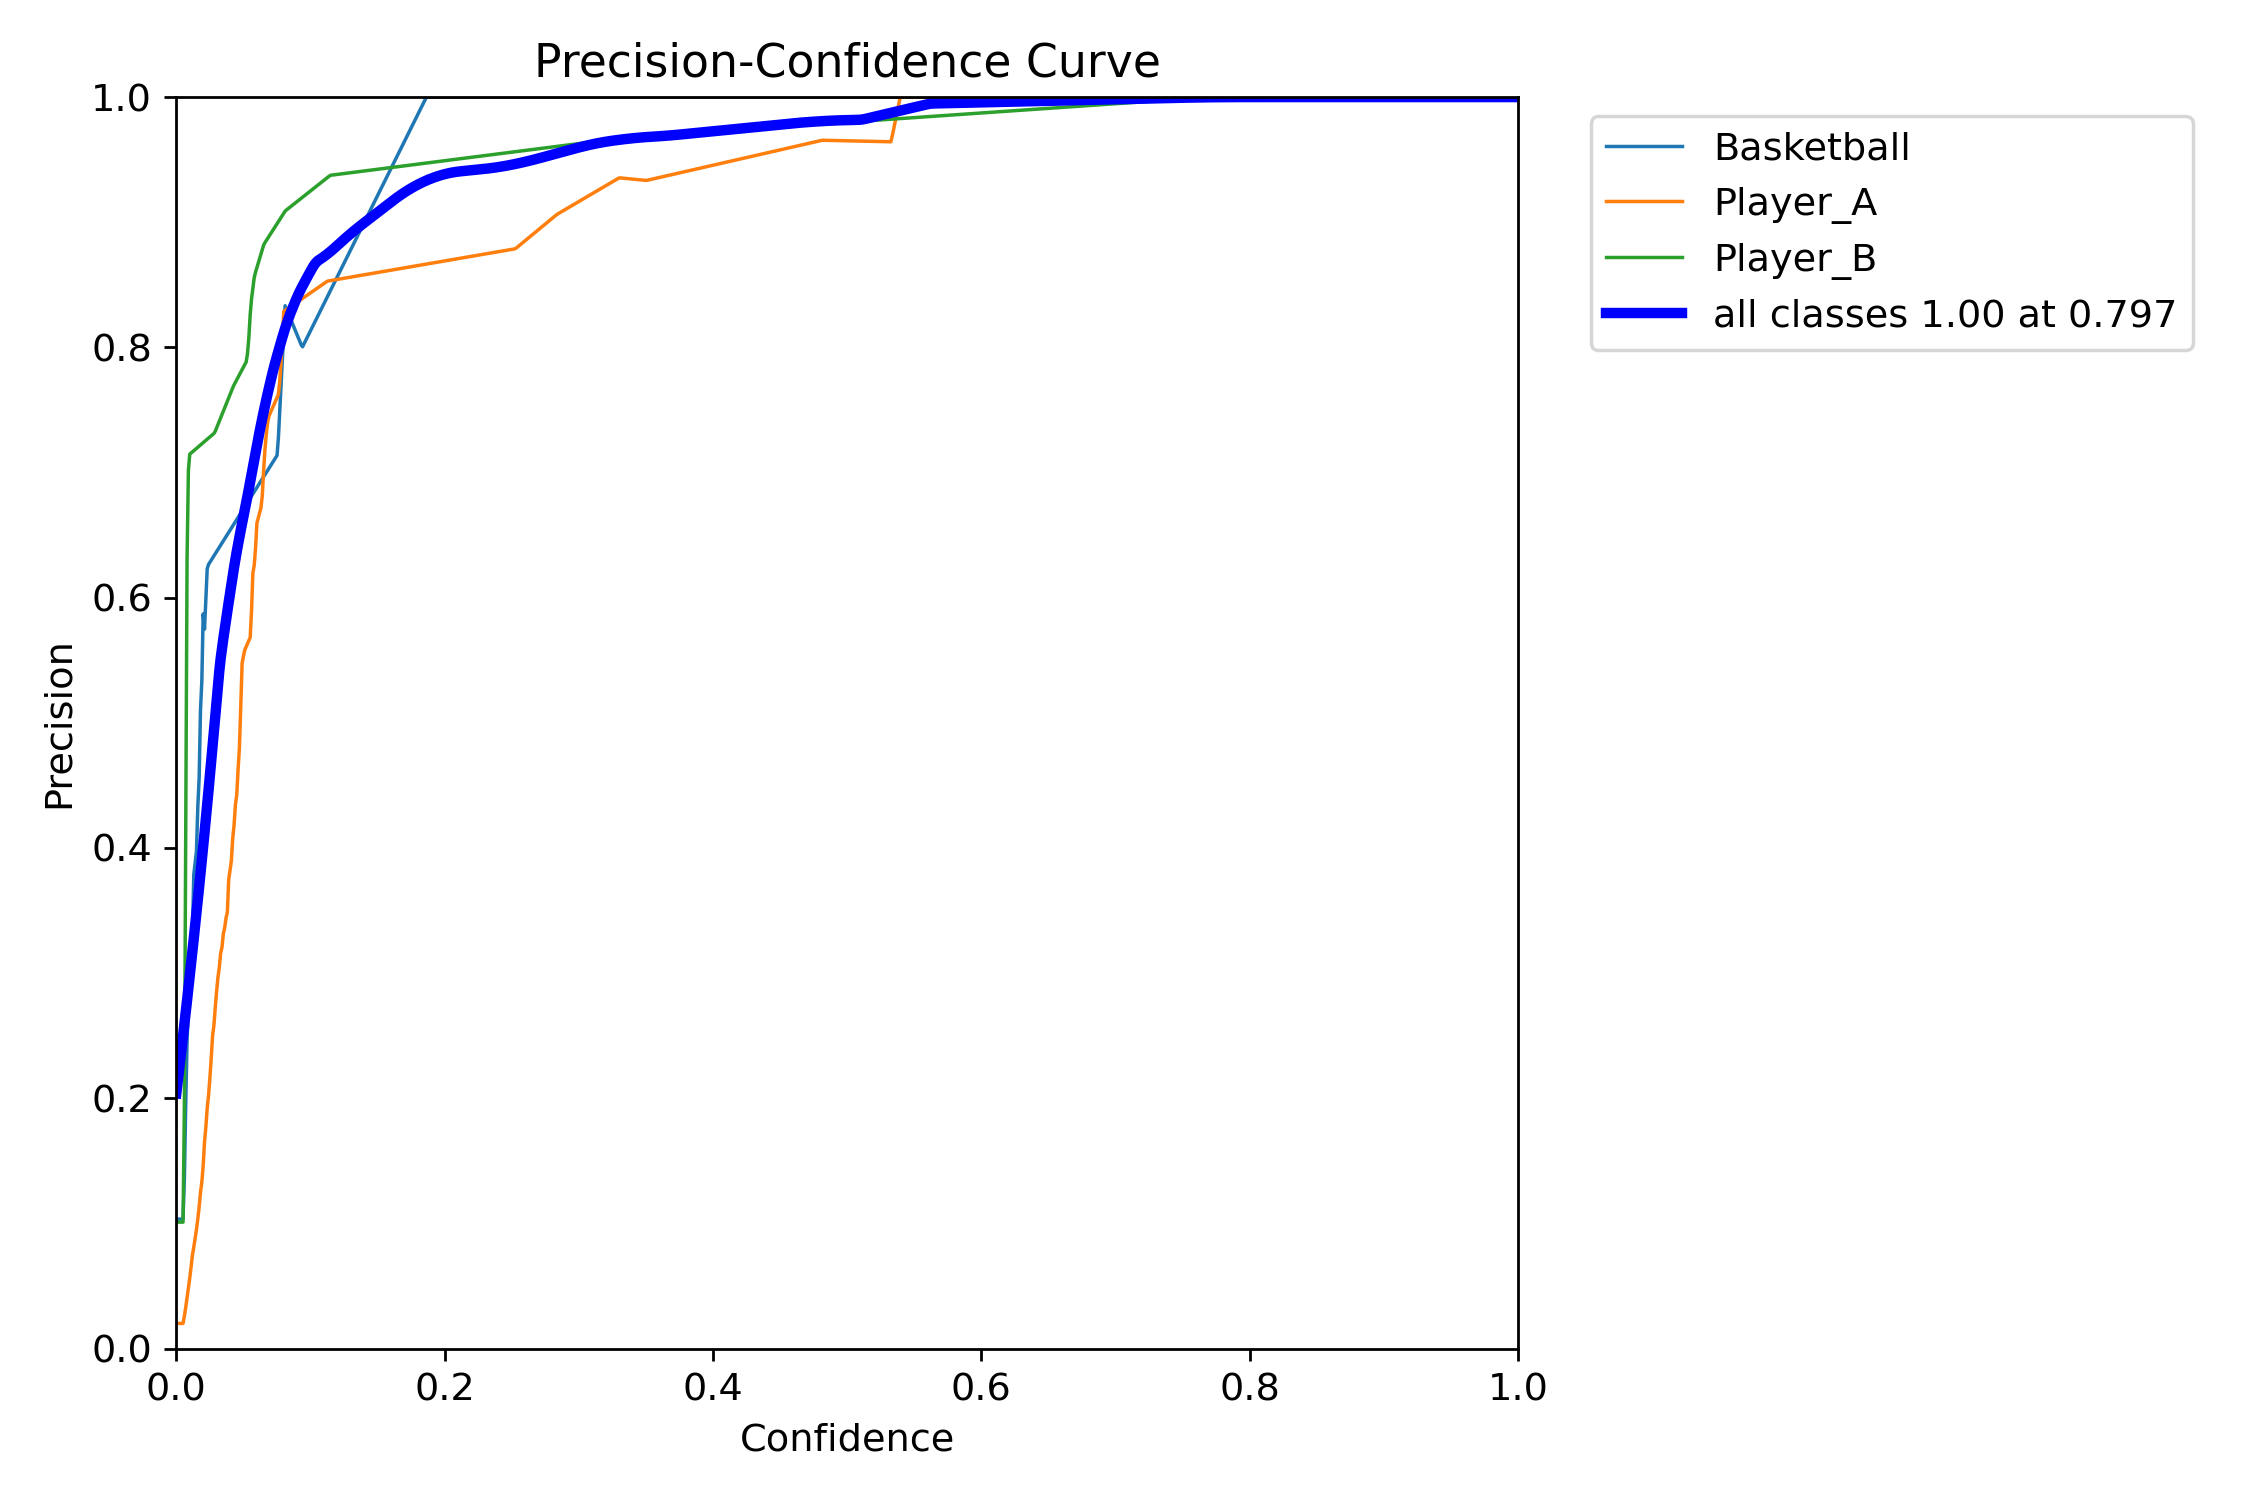 Precision-Confidence Curve
1.0
0.8
0.6
0.4
0.2
0.0
Precision
0.0 0.2 0.4 0.6 0.8 1.0
Confidence
Basketball
Player_A
Player_B
all classes 1.00 at 0.797